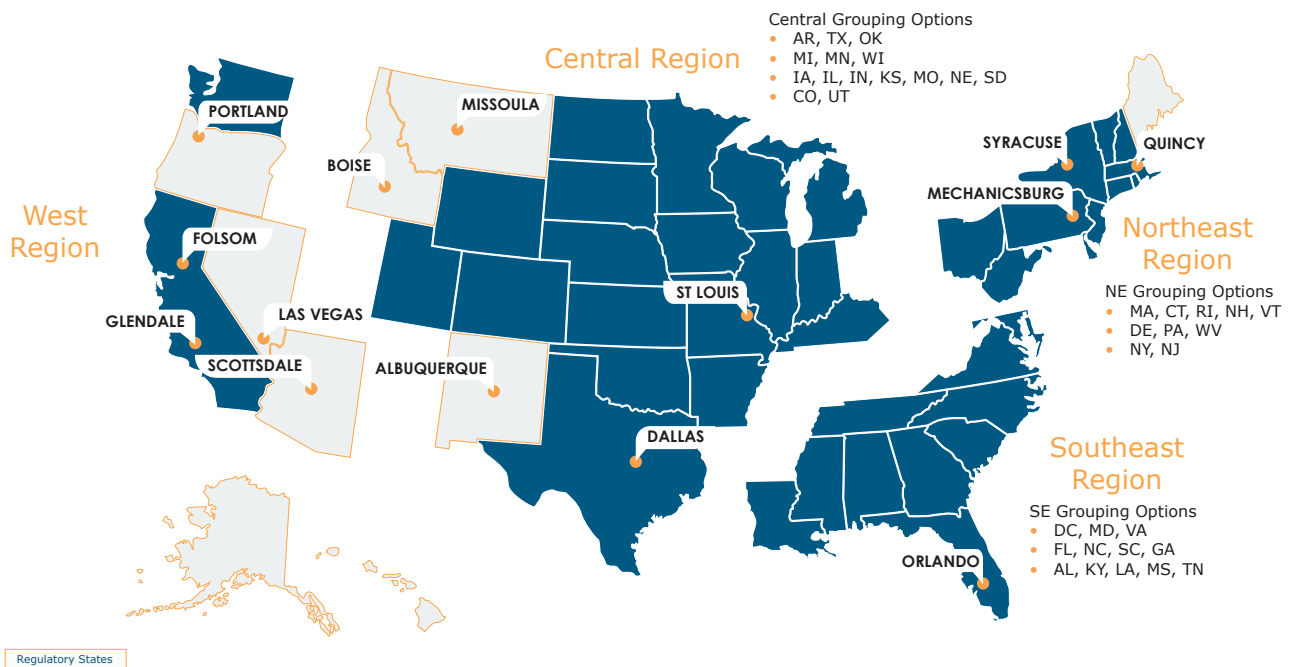 Central Grouping Options
• AR, TX, OK
• MI, MN, WI
• IA, IL, IN, KS, MO, NE, SD
• CO, UT
Central Region
PORTLAND
MISSOULA
BOISE
SYRACUSE
QUINCY
MECHANICSBURG
West
Region
FOLSOM
Northeast
Region
NE Grouping Options
• MA, CT, RI, NH, VT
• DE, PA, WV
• NY, NJ
ST LOUIS
GLENDALE
LAS VEGAS
SCOTTSDALE
ALBUQUERQUE
DALLAS
Southeast
Region
SE Grouping Options
• DC, MD, VA
• FL, NC, SC, GA
• AL, KY, LA, MS, TN
ORLANDO
Regulatory States